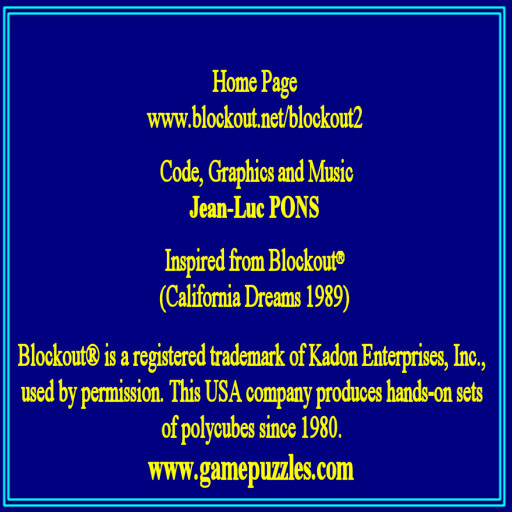 Home Page
www.blockout.net/blockout2
Code, Graphics and Music
Jean-Luc PONS
Inspired from Blockout®
(California Dreams 1989)
Blockout® is a registered trademark of Kadon Enterprises, Inc.,
used by permission. This USA company produces hands-on sets
of polycubes since 1980.
www.gamepuzzles.com